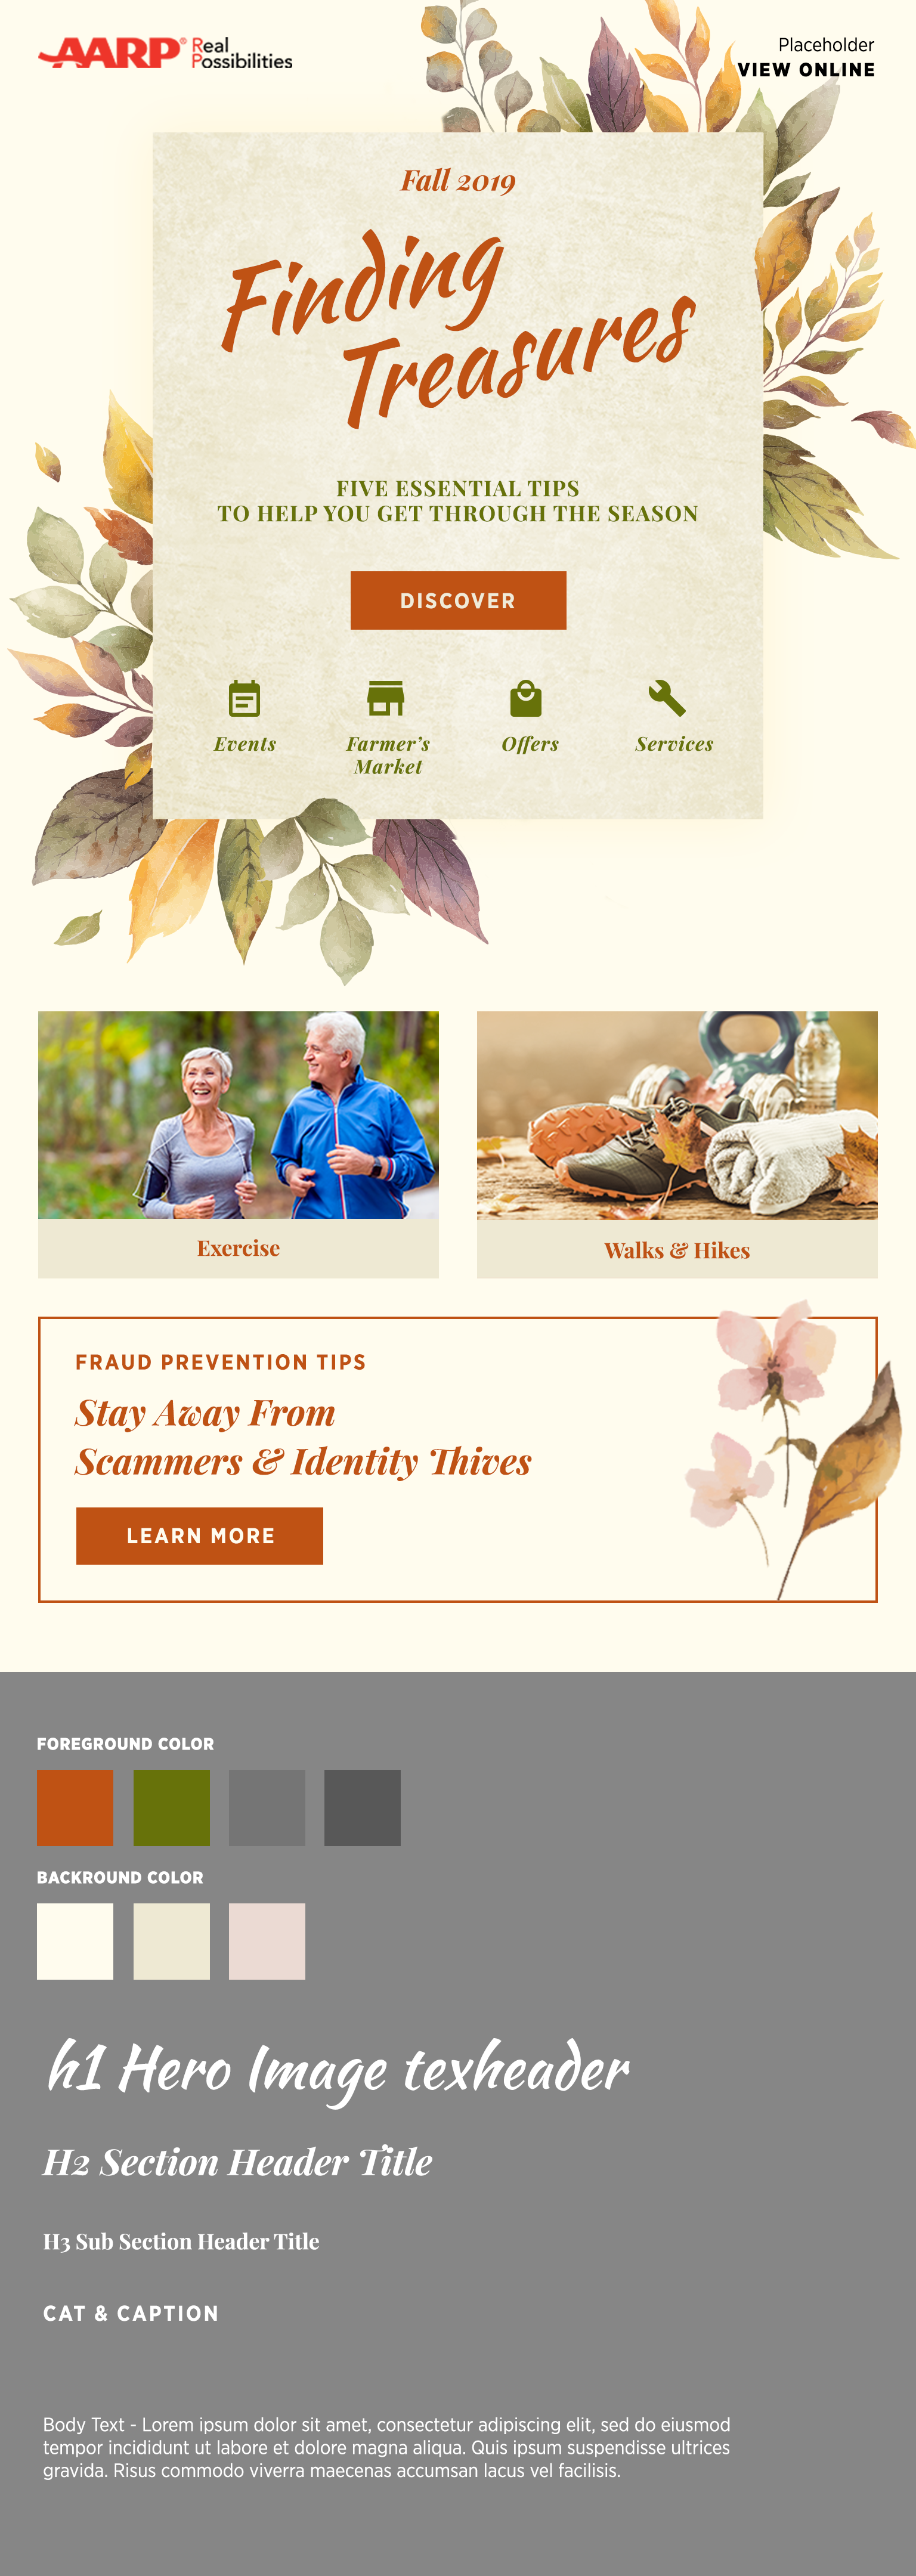 AARP® Real
Possibilities
Placeholder
VIEW ONLINE
Fall 2019
Finding
Treasures
FIVE ESSENTIAL TIPS
TO HELP YOU GET THROUGH THE SEASON
DISCOVER
Events
Farmer's
Market
Offers
Services
Exercise
Walks & Hikes
FRAUD PREVENTION TIPS
Stay Away From
Scammers & Identity Thives
LEARN MORE
FOREGROUND COLOR
BACKROUND COLOR
h1 Hero Image texheader
H2 Section Header Title
H3 Sub Section Header Title
CAT & CAPTION
Body Text - Lorem ipsum dolor sit amet, consectetur adipiscing elit, sed do eiusmod
tempor incididunt ut labore et dolore magna aliqua. Quis ipsum suspendisse ultrices
gravida. Risus commodo viverra maecenas accumsan lacus vel facilisis.